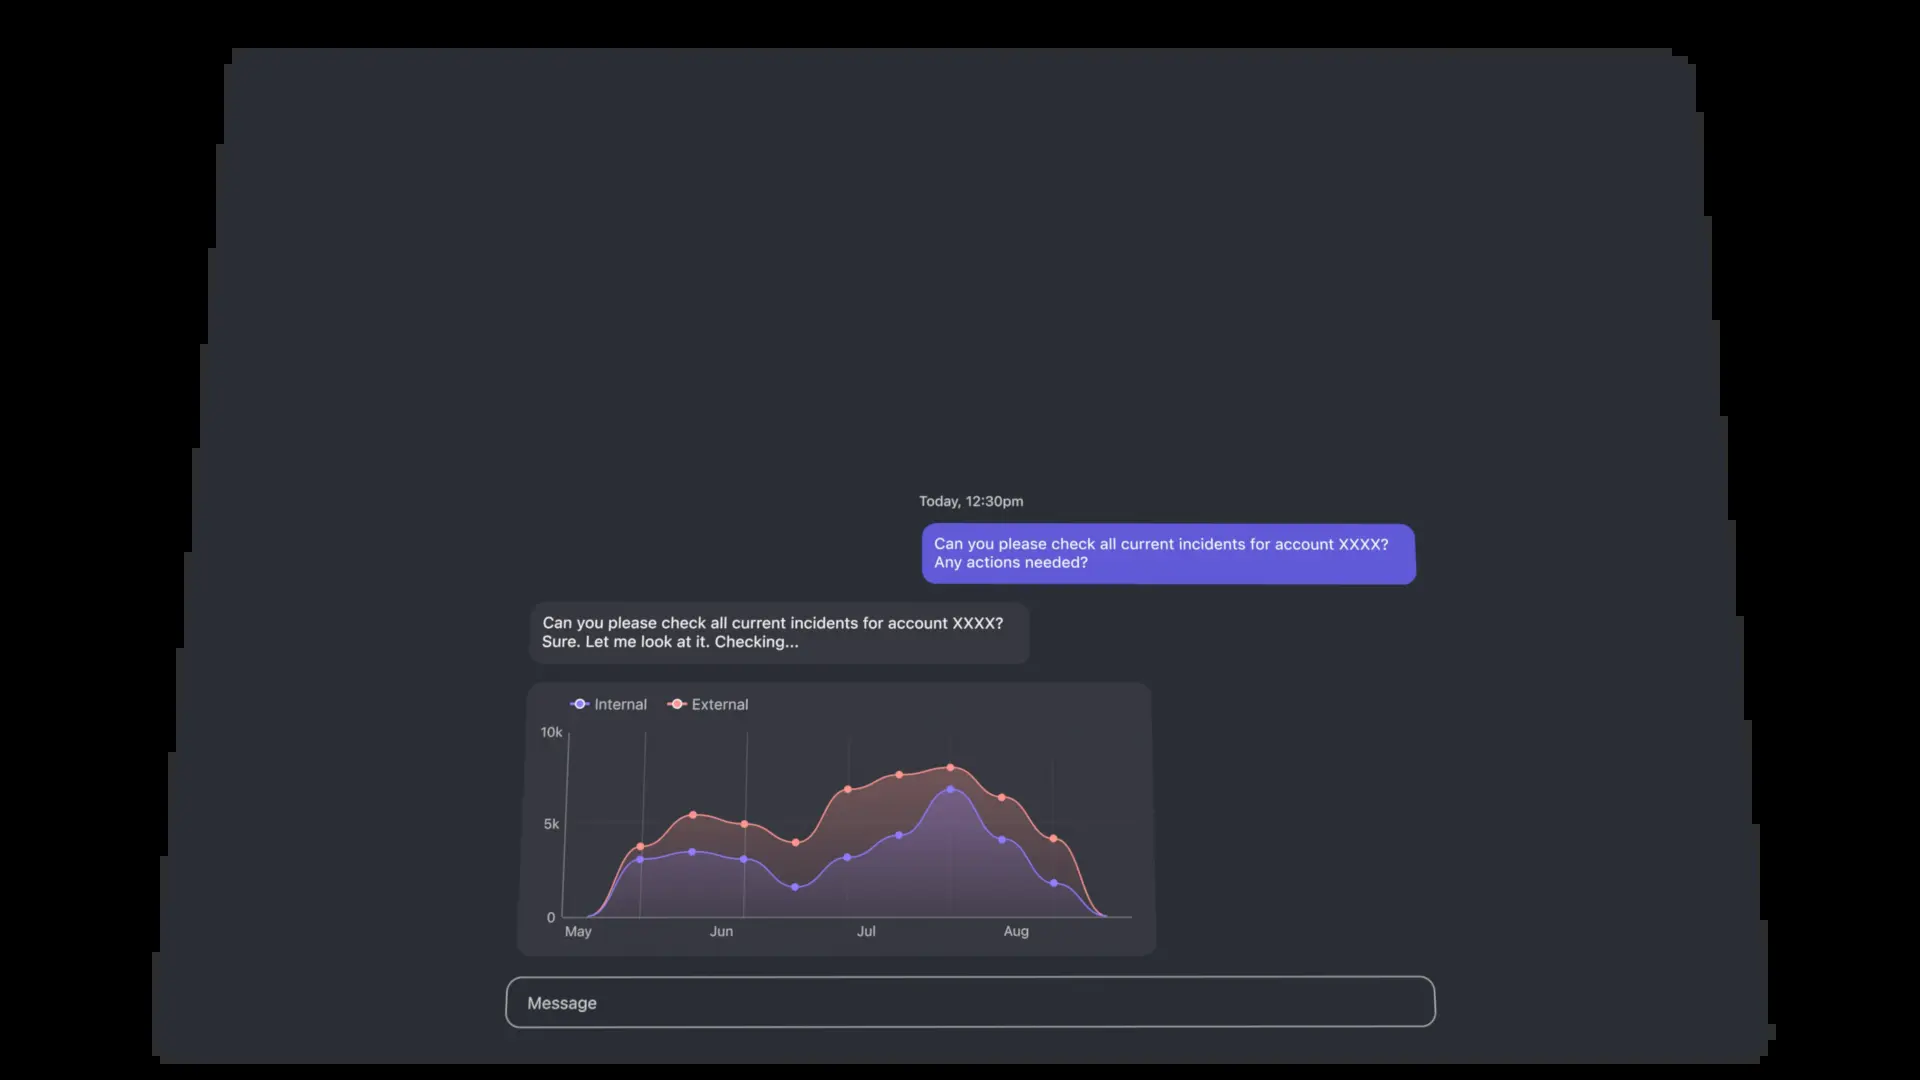 Today, 12:30pm
Can you please check all current incidents for account XXXX?
Any actions needed?
Can you please check all current incidents for account XXXX?
Sure. Let me look at it. Checking...
Internal External
10k
5k
0
May Jun Jul Aug
Message